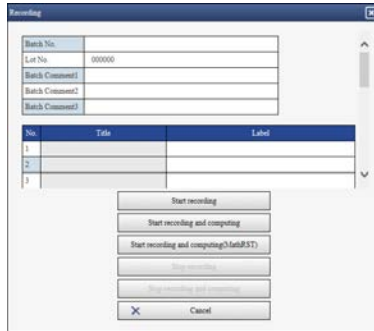 Recording
Batch No.
Lot No. 000000
Batch Comment1
Batch Comment2
Batch Comment3
No. Title Label
1
2
3
Start recording
Start recording and computing
Start recording and computing(MathRST)
Stop recording
Stop recording and computing
Cancel